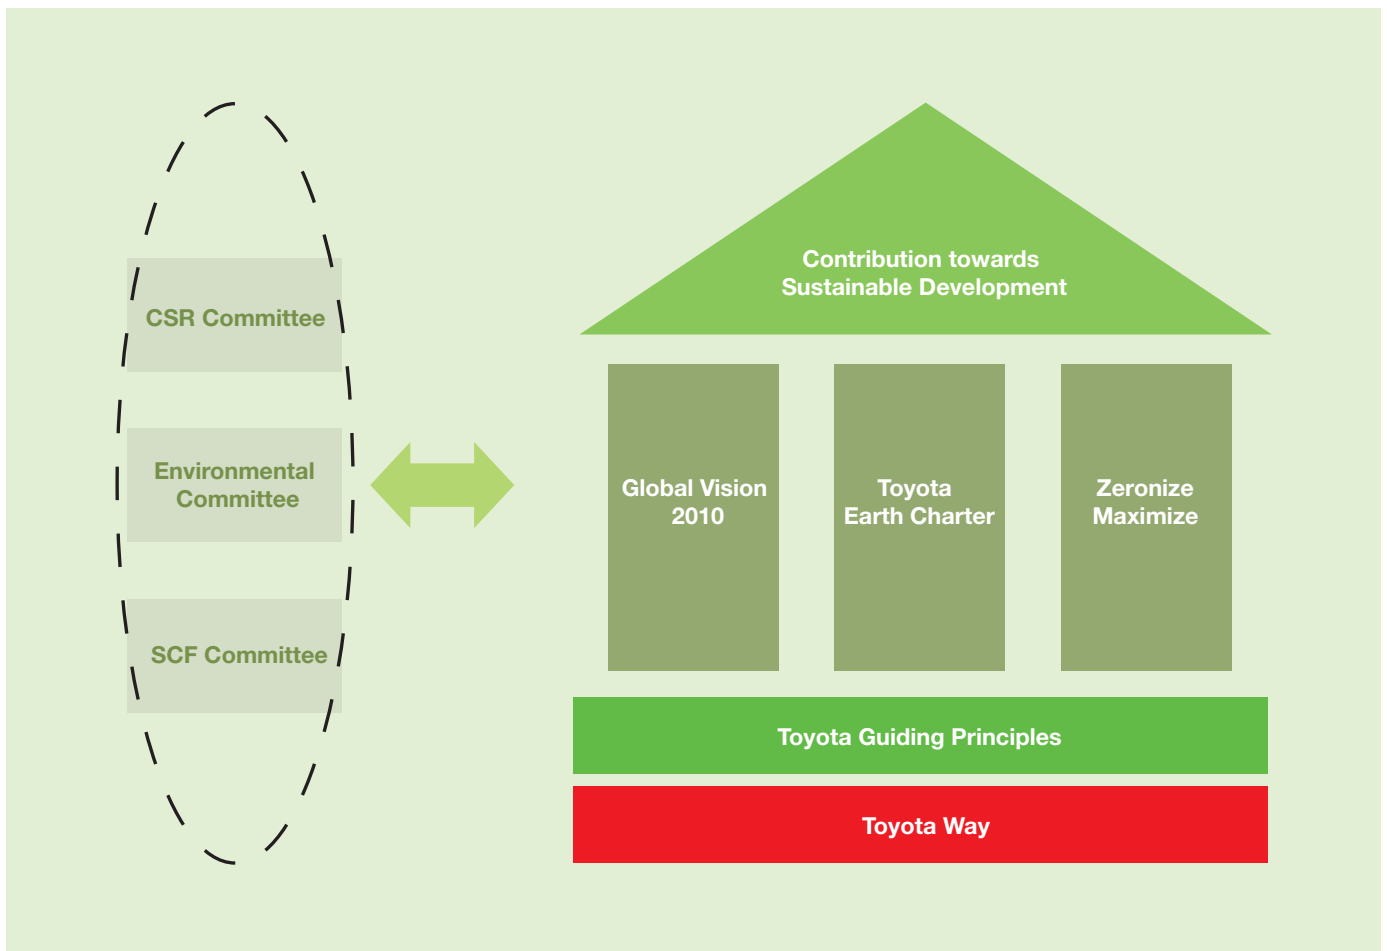 CSR Committee
Environmental
Committee
SCF Committee
Contribution towards
Sustainable Development
Global Vision
2010
Toyota
Earth Charter
Zeronize
Maximize
Toyota Guiding Principles
Toyota Way